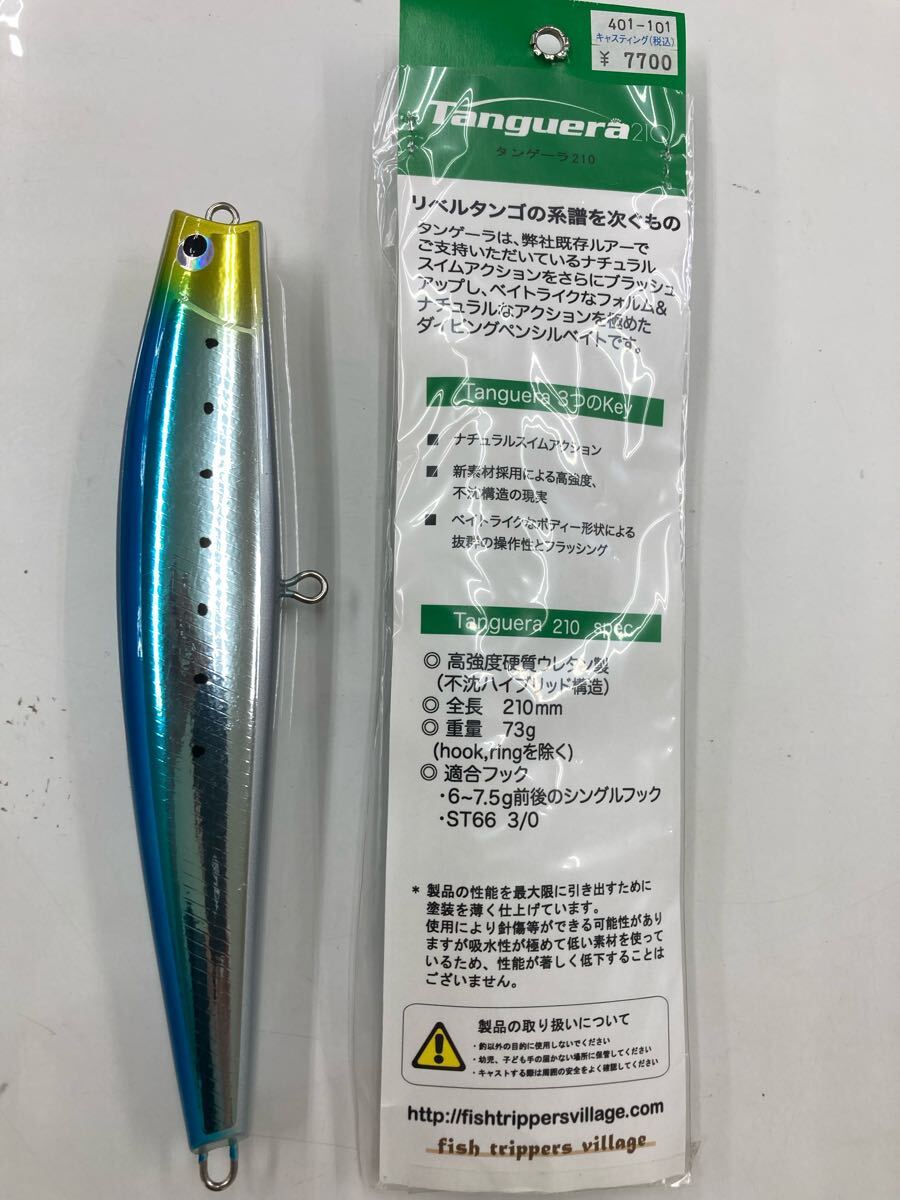 401-101
キャスティング(税込)
¥ 7700
Tanguera210
タンゲーラ210
リベルタンゴの系譜を次ぐもの
タンゲーラは、弊社既存ルアーで
ご支持いただいているナチュラル
スイムアクションをさらにブラッシュ
アップし、ベイトライクなフォルム&
ナチュラルなアクションを極めた
ダイビングペンシルベイトです。
Tanguera 3つのKey
■ ナチュラルスイムアクション
■ 新素材採用による高強度、
不沈構造の現実
■ ベイトライクなボディー形状による
抜群の操作性とフラッシング
Tanguera 210 spec
◎ 高強度硬質ウレタン製
(不沈ハイブリッド構造)
◎ 全長 210mm
◎ 重量 73g
(hook,ringを除く)
◎ 適合フック
・6~7.5g前後のシングルフック
・ST66 3/0
* 製品の性能を最大限に引き出すために
塗装を薄く仕上げています。
使用により針傷等ができる可能性があり
ますが吸水性が極めて低い素材を使って
いるため、性能が著しく低下することは
ございません。
製品の取り扱いについて
・釣以外の目的に使用しないでください
・幼児、子ども手の届かない場所に保管してください
・キャストする際は周囲の安全をよく確認してください
http://fishtrippersvillage.com
fish trippers village